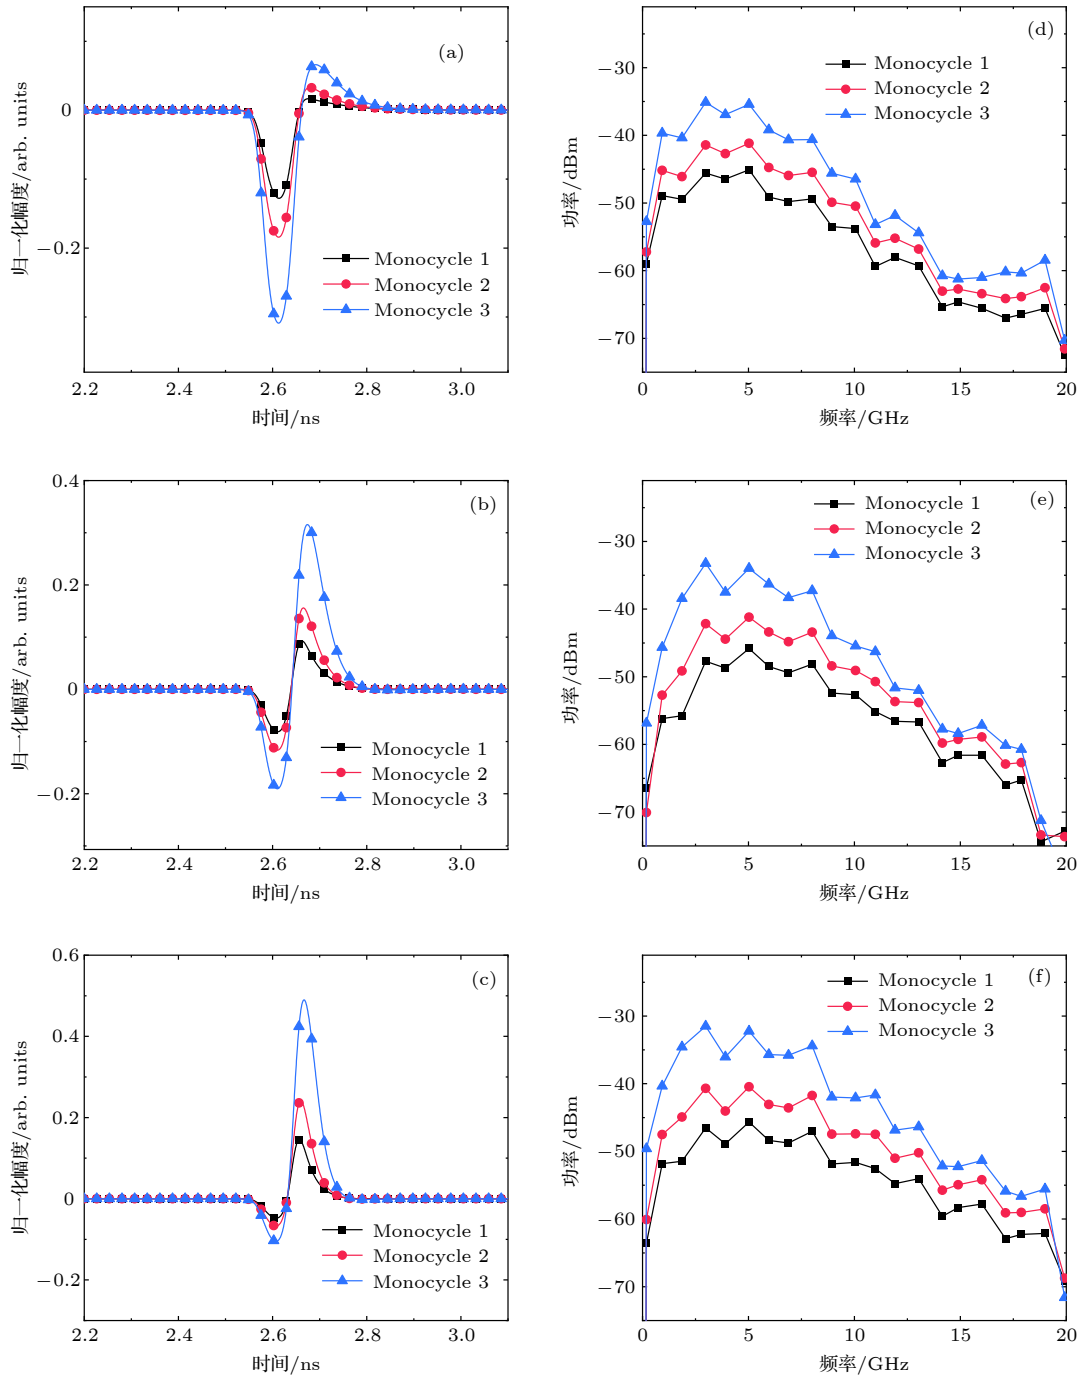 (a)
归一化幅度/arb. units
0
−0.2
Monocycle 1
Monocycle 2
Monocycle 3
2.2 2.4 2.6 2.8 3.0
时间/ns
(d)
功率/dBm
−30
−40
−50
−60
−70
Monocycle 1
Monocycle 2
Monocycle 3
0 5 10 15 20
频率/GHz
(b)
归一化幅度/arb. units
0.4
0.2
0
−0.2
Monocycle 1
Monocycle 2
Monocycle 3
2.2 2.4 2.6 2.8 3.0
时间/ns
(e)
功率/dBm
−30
−40
−50
−60
−70
Monocycle 1
Monocycle 2
Monocycle 3
0 5 10 15 20
频率/GHz
(c)
归一化幅度/arb. units
0.6
0.4
0.2
0
−0.2
Monocycle 1
Monocycle 2
Monocycle 3
2.2 2.4 2.6 2.8 3.0
时间/ns
(f)
功率/dBm
−30
−40
−50
−60
−70
Monocycle 1
Monocycle 2
Monocycle 3
0 5 10 15 20
频率/GHz